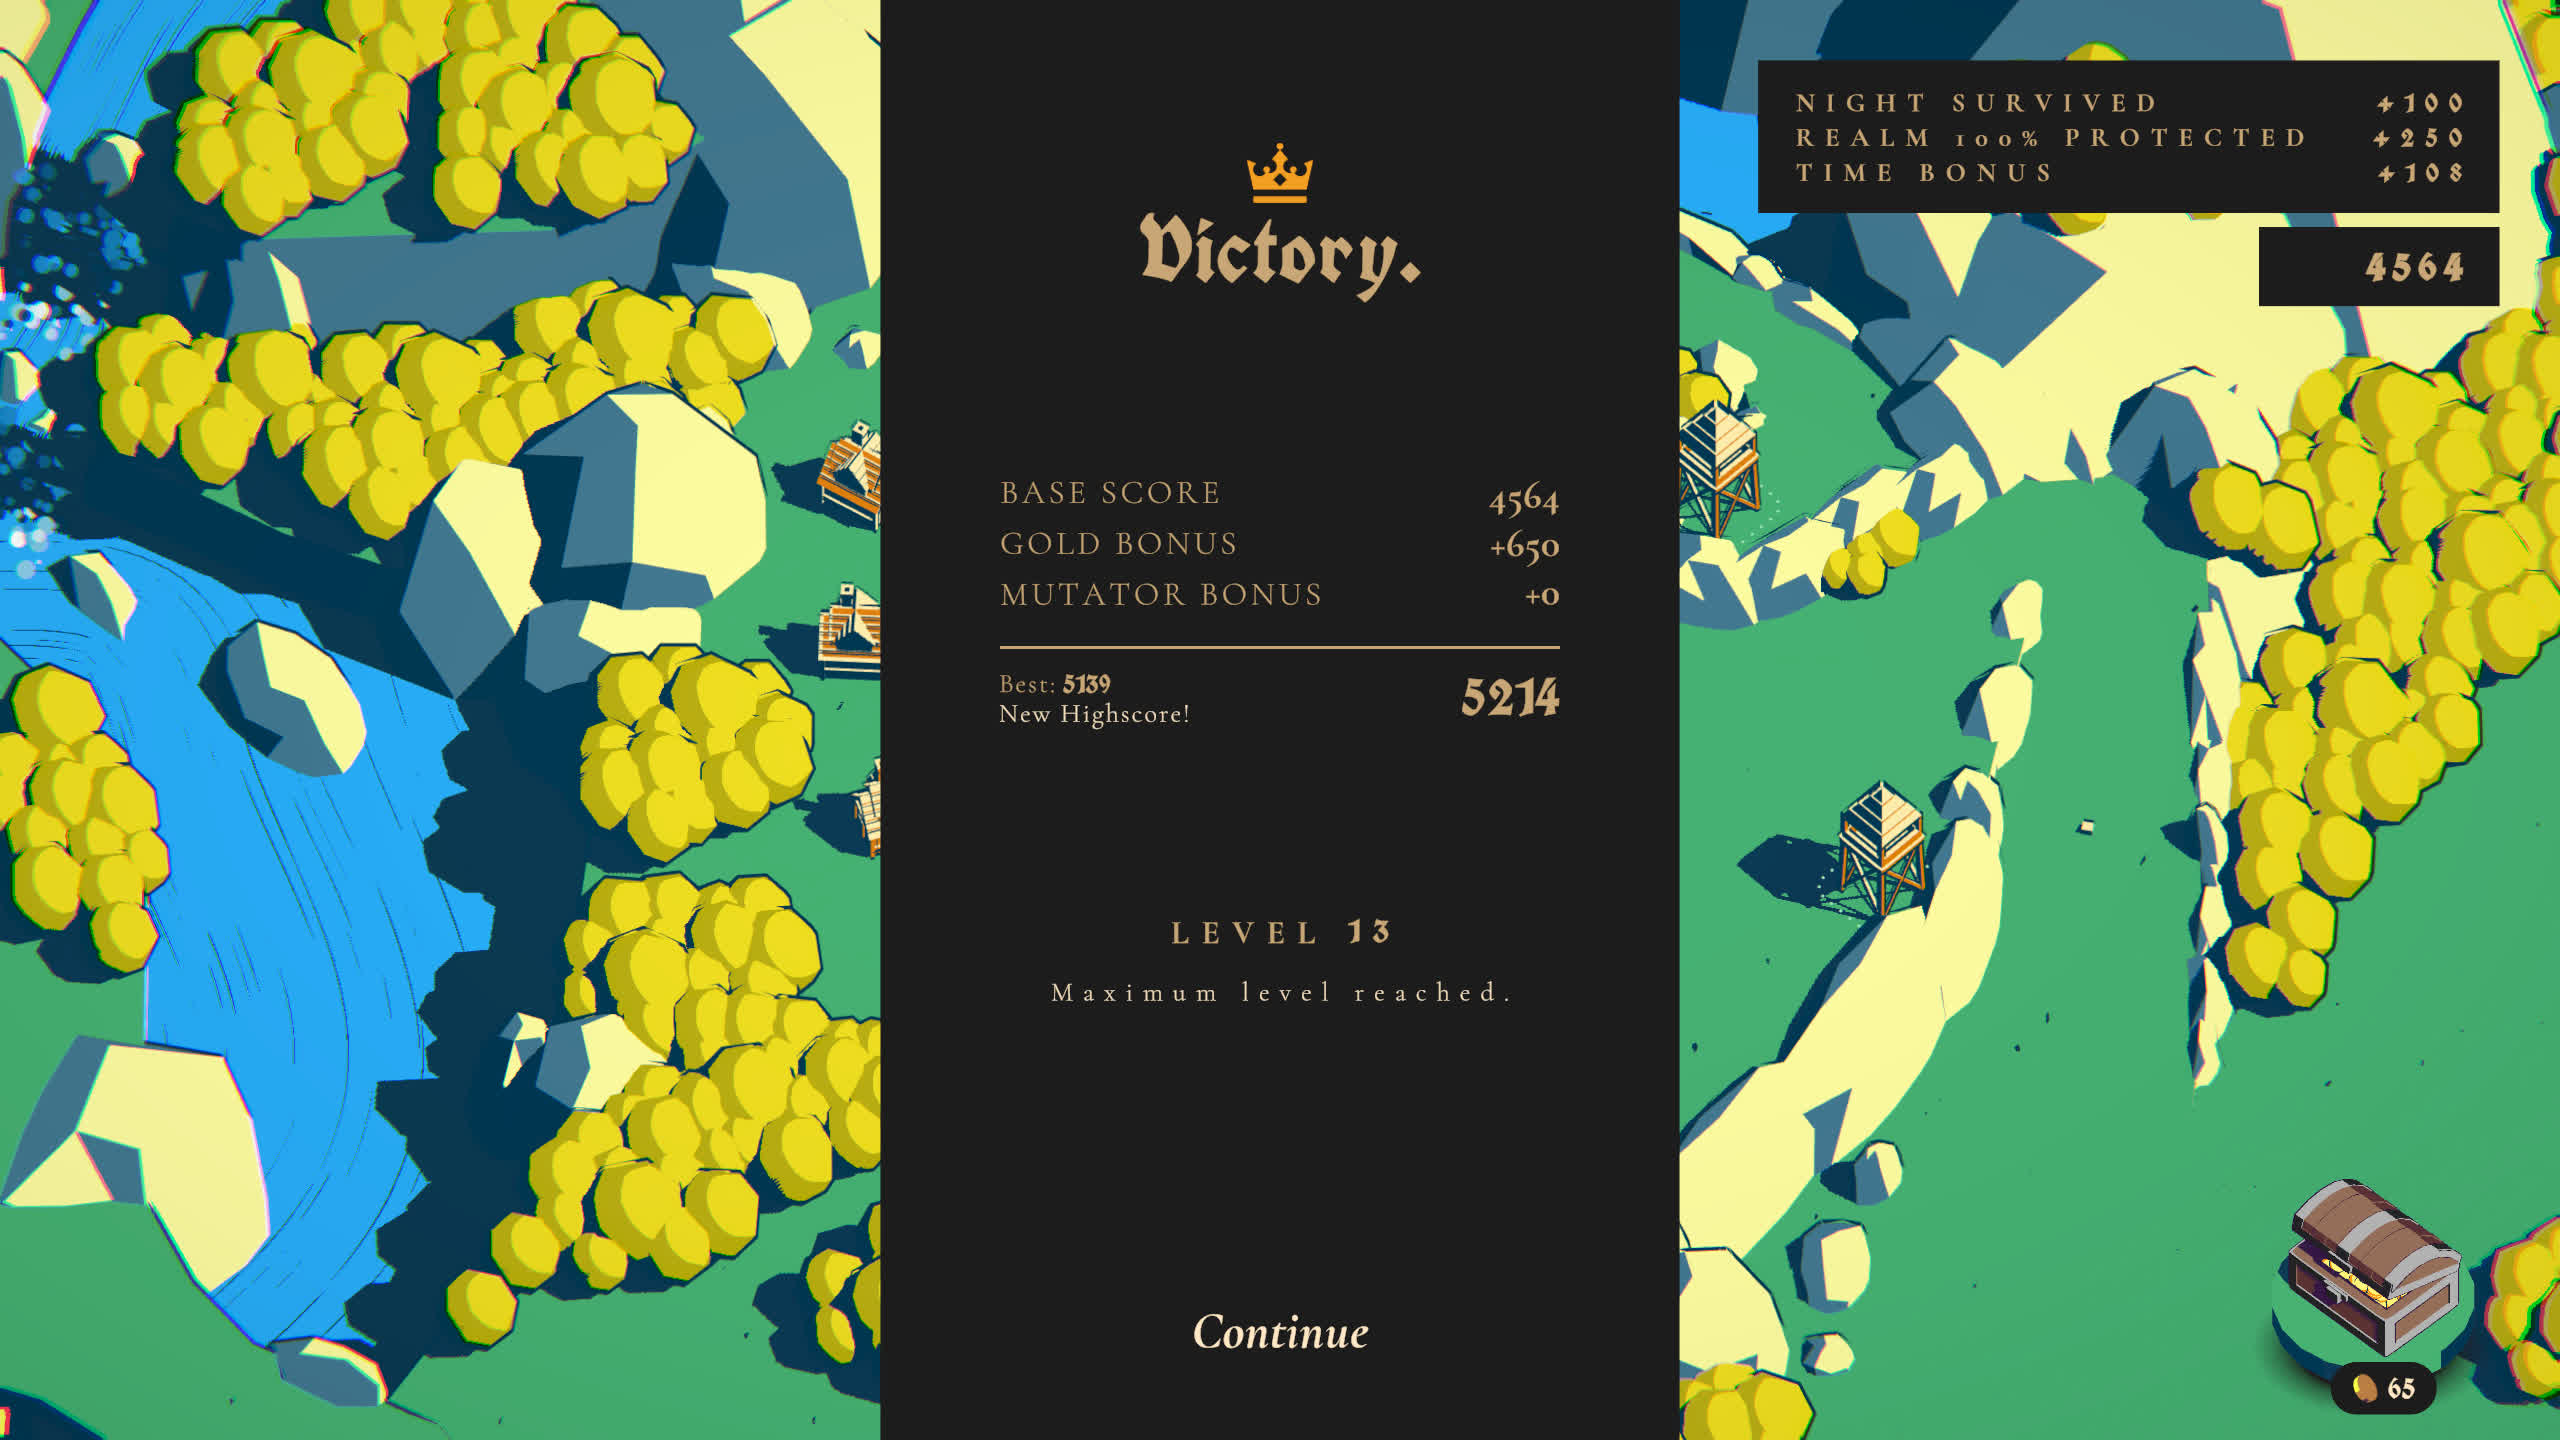 Victory.
BASE SCORE 4564
GOLD BONUS +650
MUTATOR BONUS +0
Best: 5139
New Highscore!
5214
LEVEL 13
Maximum level reached.
Continue
NIGHT SURVIVED +100
REALM 100% PROTECTED +250
TIME BONUS +108
4564
65